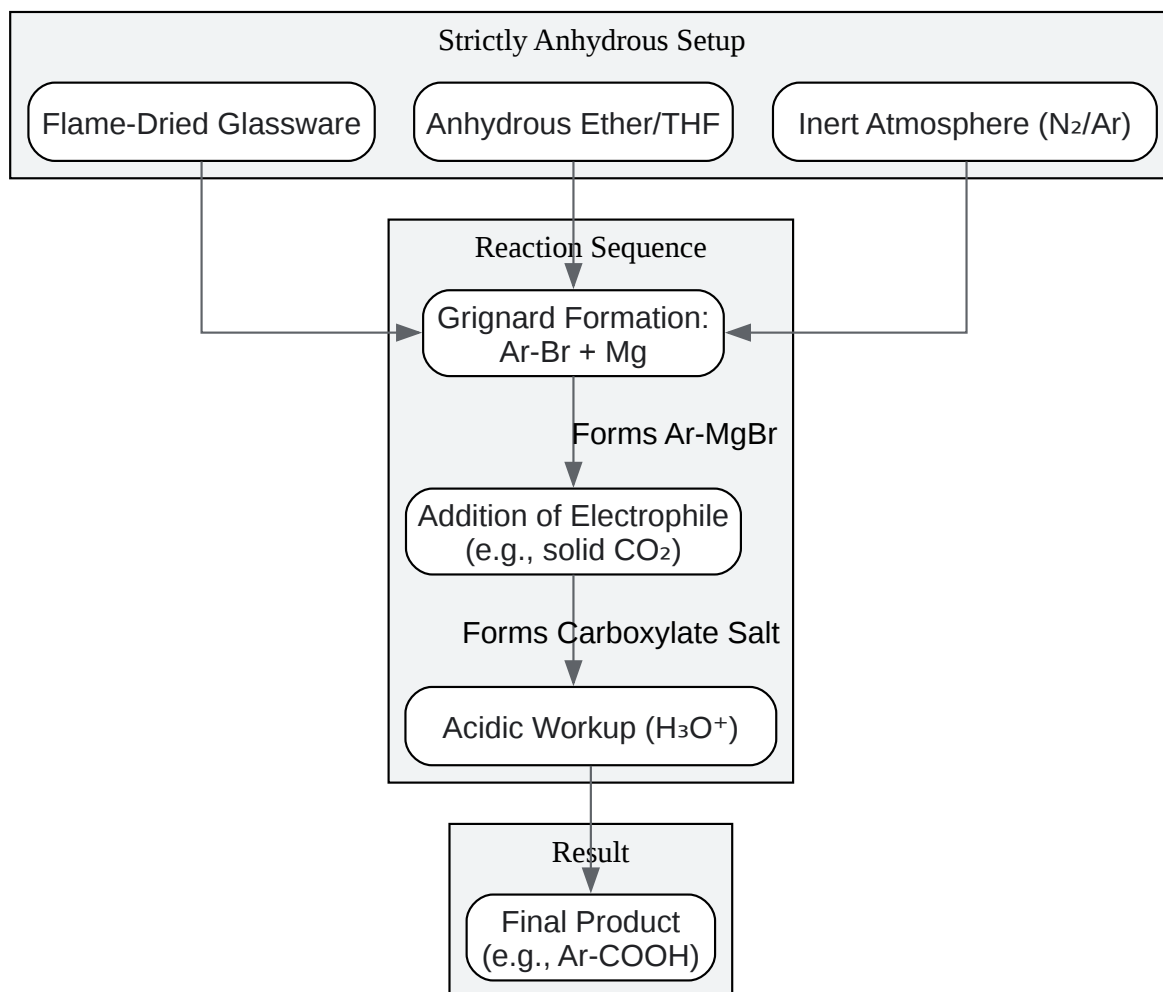 Strictly Anhydrous Setup
Flame-Dried Glassware
Anhydrous Ether/THF
Inert Atmosphere (N₂/Ar)
Reaction Sequence
Grignard Formation:
Ar-Br + Mg
Forms Ar-MgBr
Addition of Electrophile
(e.g., solid CO₂)
Forms Carboxylate Salt
Acidic Workup (H₃O⁺)
Result
Final Product
(e.g., Ar-COOH)